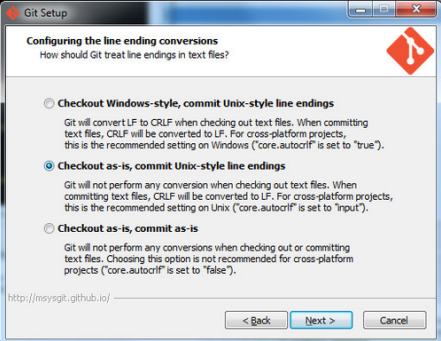 Git Setup
Configuring the line ending conversions
How should Git treat line endings in text files?
Checkout Windows-style, commit Unix-style line endings
Git will convert LF to CRLF when checking out text files. When committing
text files, CRLF will be converted to LF. For cross-platform projects,
this is the recommended setting on Windows ("core.autocrlf" is set to "true").
Checkout as-is, commit Unix-style line endings
Git will not perform any conversion when checking out text files. When
committing text files, CRLF will be converted to LF. For cross-platform projects,
this is the recommended setting on Unix ("core.autocrlf" is set to "input").
Checkout as-is, commit as-is
Git will not perform any conversions when checking out or committing
text files. Choosing this option is not recommended for cross-platform
projects ("core.autocrlf" is set to "false").
http://msysgit.github.io/
< Back
Next >
Cancel